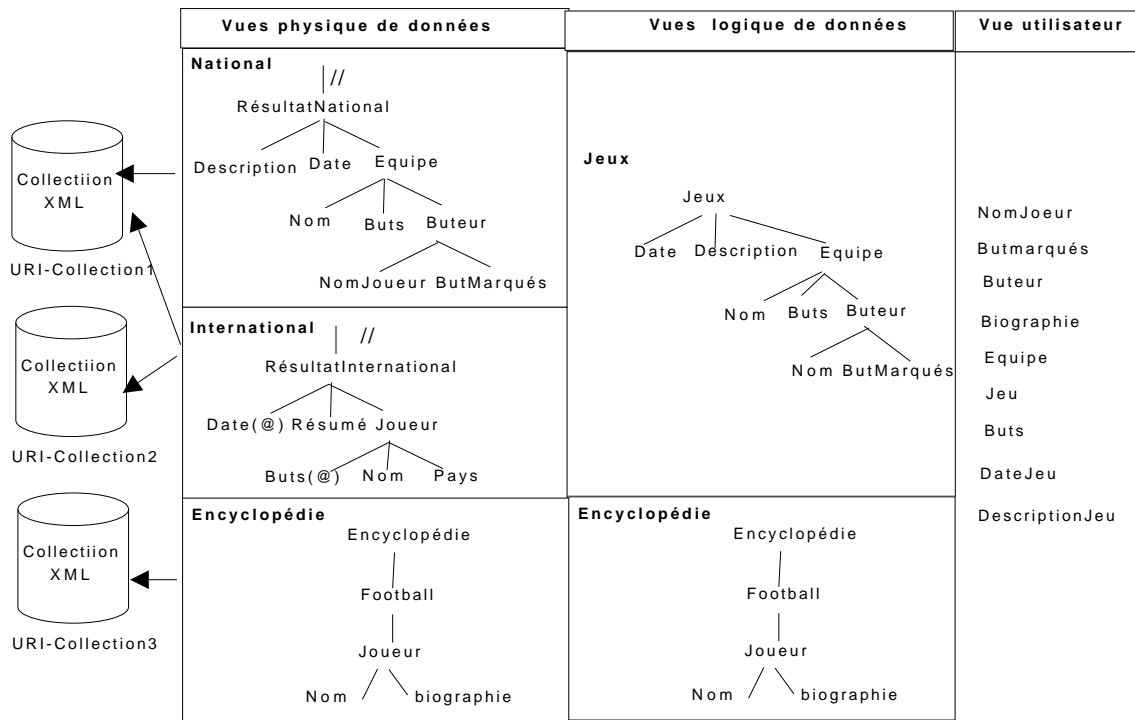 Vues physique de données
Vues logique de données
Vue utilisateur
Collectiion
XML
URI-Collection1
Collectiion
XML
URI-Collection2
Collectiion
XML
URI-Collection3
National
//
RésultatNational
Description Date Equipe
Nom Buts Buteur
NomJoueur ButMarqués
International
//
RésultatInternational
Date(@) Résumé Joueur
Buts(@) Nom Pays
Encyclopédie
Encyclopédie
Football
Joueur
Nom biographie
Jeux
Jeux
Date Description Equipe
Nom Buts Buteur
Nom ButMarqués
Encyclopédie
Encyclopédie
Football
Joueur
Nom biographie
NomJoeur
Butmarqués
Buteur
Biographie
Equipe
Jeu
Buts
DateJeu
DescriptionJeu